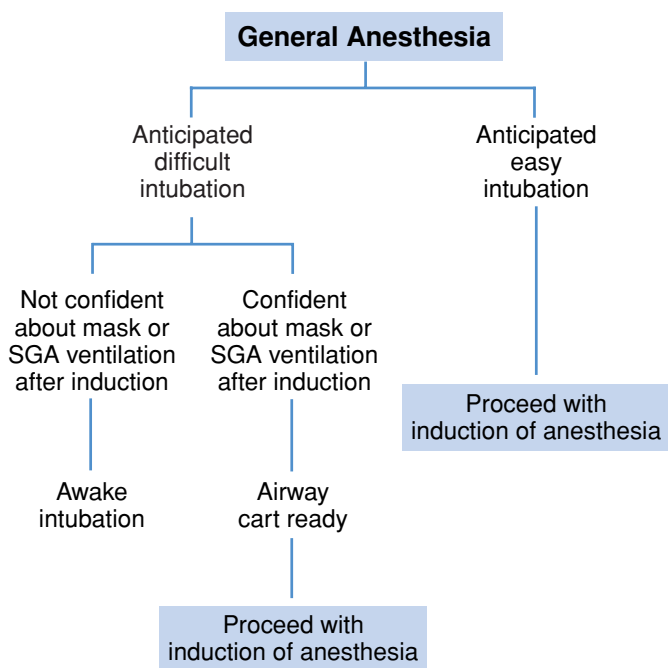 General Anesthesia
Anticipated
difficult
intubation
Anticipated
easy
intubation
Not confident
about mask or
SGA ventilation
after induction
Confident
about mask or
SGA ventilation
after induction
Proceed with
induction of anesthesia
Awake
intubation
Airway
cart ready
Proceed with
induction of anesthesia